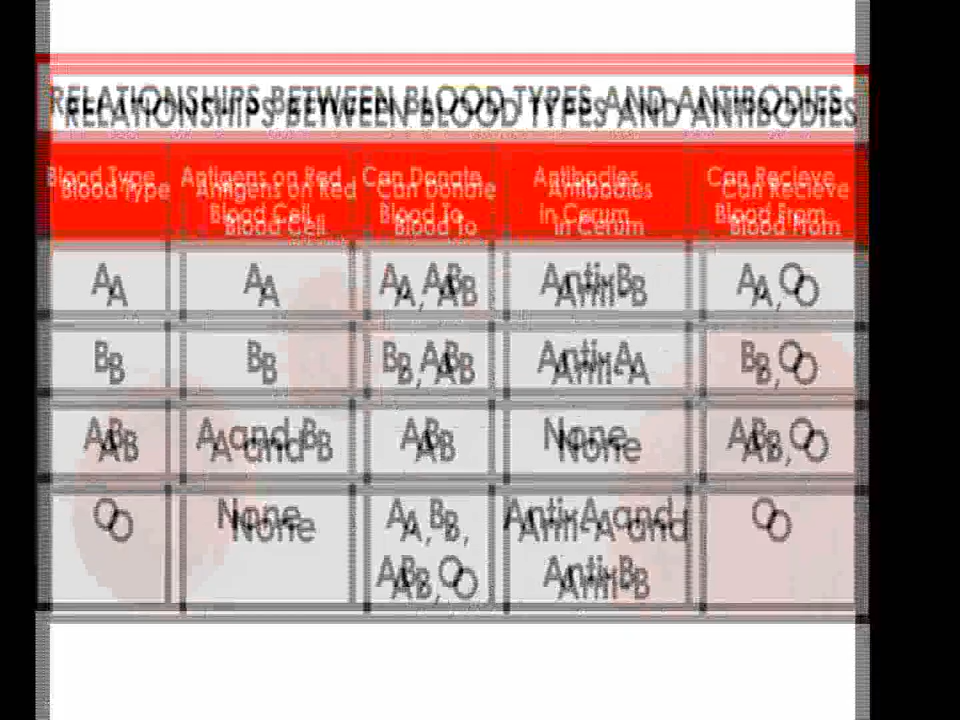 RELATIONSHIPS BETWEEN BLOOD TYPES AND ANTIBODIES
Blood Type Antigens on Red Blood Cell Can Donate Blood To Antibodies in Cerum Can Recieve Blood From
A A A, AB Anti-B A, O
B B B, AB Anti-A B, O
AB A and B AB None AB, O
O None A, B, AB, O Anti-A and Anti-B O